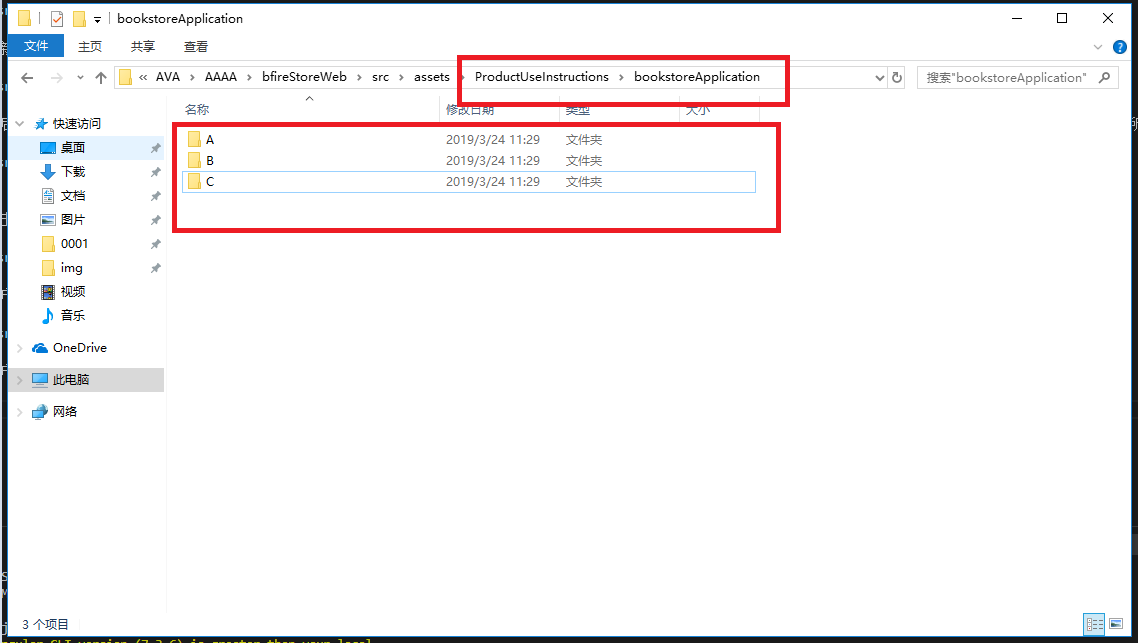 bookstoreApplication
文件 主页 共享 查看
« AVA › AAAA › bfireStoreWeb › src › assets › ProductUseInstructions › bookstoreApplication 搜索"bookstoreApplication"
名称 修改日期 类型 大小
快速访问
A 2019/3/24 11:29 文件夹
桌面
B 2019/3/24 11:29 文件夹
下载
C 2019/3/24 11:29 文件夹
文档
图片
0001
img
视频
音乐
OneDrive
此电脑
网络
3 个项目